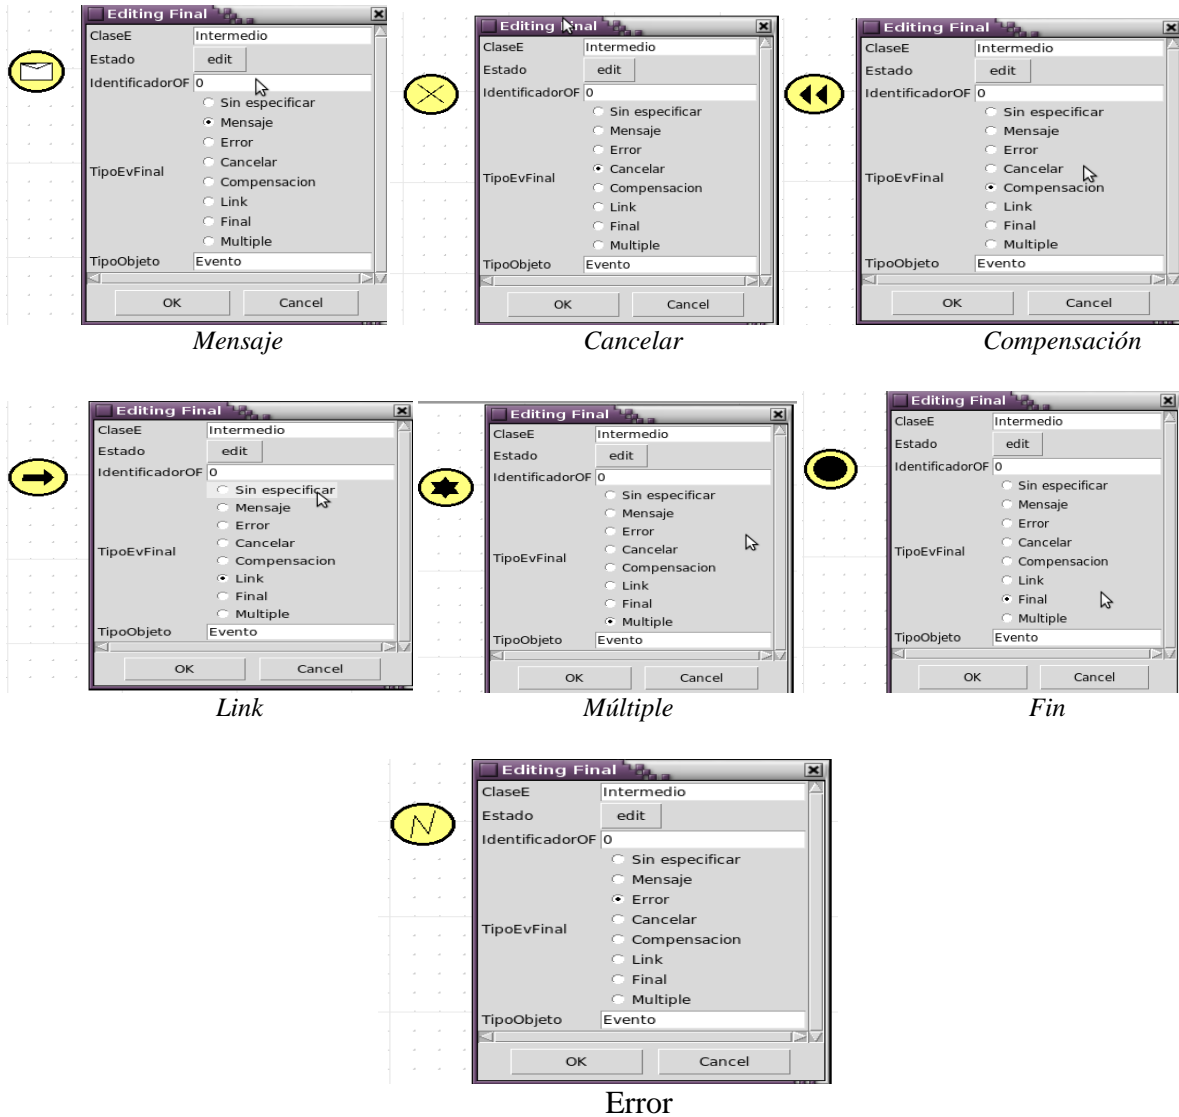 Editing Final
ClaseE Intermedio
Estado edit
IdentificadorOF 0
Sin especificar
Mensaje
Error
Cancelar
TipoEvFinal
Compensacion
Link
Final
Multiple
TipoObjeto Evento
OK Cancel
Mensaje
Editing Final
ClaseE Intermedio
Estado edit
IdentificadorOF 0
Sin especificar
Mensaje
Error
Cancelar
TipoEvFinal
Compensacion
Link
Final
Multiple
TipoObjeto Evento
OK Cancel
Cancelar
Editing Final
ClaseE Intermedio
Estado edit
IdentificadorOF 0
Sin especificar
Mensaje
Error
Cancelar
TipoEvFinal
Compensacion
Link
Final
Multiple
TipoObjeto Evento
OK Cancel
Compensación
Editing Final
ClaseE Intermedio
Estado edit
IdentificadorOF 0
Sin especificar
Mensaje
Error
Cancelar
TipoEvFinal
Compensacion
Link
Final
Multiple
TipoObjeto Evento
OK Cancel
Link
Editing Final
ClaseE Intermedio
Estado edit
IdentificadorOF 0
Sin especificar
Mensaje
Error
Cancelar
TipoEvFinal
Compensacion
Link
Final
Multiple
TipoObjeto Evento
OK Cancel
Múltiple
Editing Final
ClaseE Intermedio
Estado edit
IdentificadorOF 0
Sin especificar
Mensaje
Error
Cancelar
TipoEvFinal
Compensacion
Link
Final
Multiple
TipoObjeto Evento
OK Cancel
Fin
Editing Final
ClaseE Intermedio
Estado edit
IdentificadorOF 0
Sin especificar
Mensaje
Error
Cancelar
TipoEvFinal
Compensacion
Link
Final
Multiple
TipoObjeto Evento
OK Cancel
Error